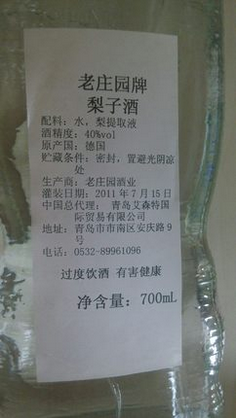 老庄园牌
梨子酒
配料：水，梨提取液
酒精度：40%vol
原产国：德国
贮藏条件：密封，置避光阴凉
处
生产商：老庄园酒业
灌装日期：2011年7月15日
中国总代理：青岛艾森特国
际贸易有限公司
地址：青岛市市南区安庆路9
号
电话：0532-89961096
过度饮酒 有害健康
净含量：700mL